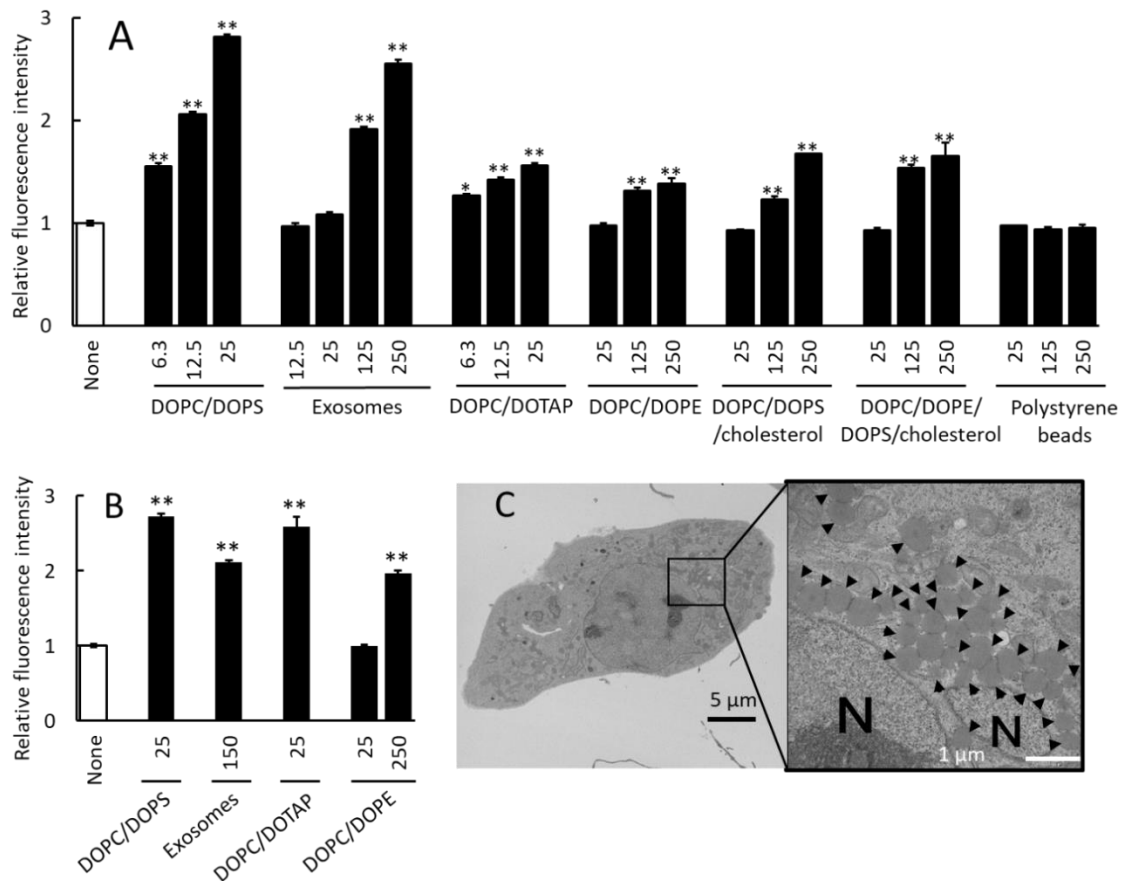 A
Relative fluorescence intensity
3
2
1
0
** ** ** ** ** * ** ** ** ** ** ** ** **
None 6.3 12.5 25 12.5 25 125 250 6.3 12.5 25 25 125 250 25 125 250 25 125 250 25 125 250
DOPC/DOPS Exosomes DOPC/DOTAP DOPC/DOPE DOPC/DOPS DOPC/DOPE/ Polystyrene
/cholesterol DOPS/cholesterol beads
B
Relative fluorescence intensity
3
2
1
0
** ** ** **
None 25 150 25 25 250
DOPC/DOPS Exosomes DOPC/DOTAP DOPC/DOPE
C
5 μm
N
N
1 μm